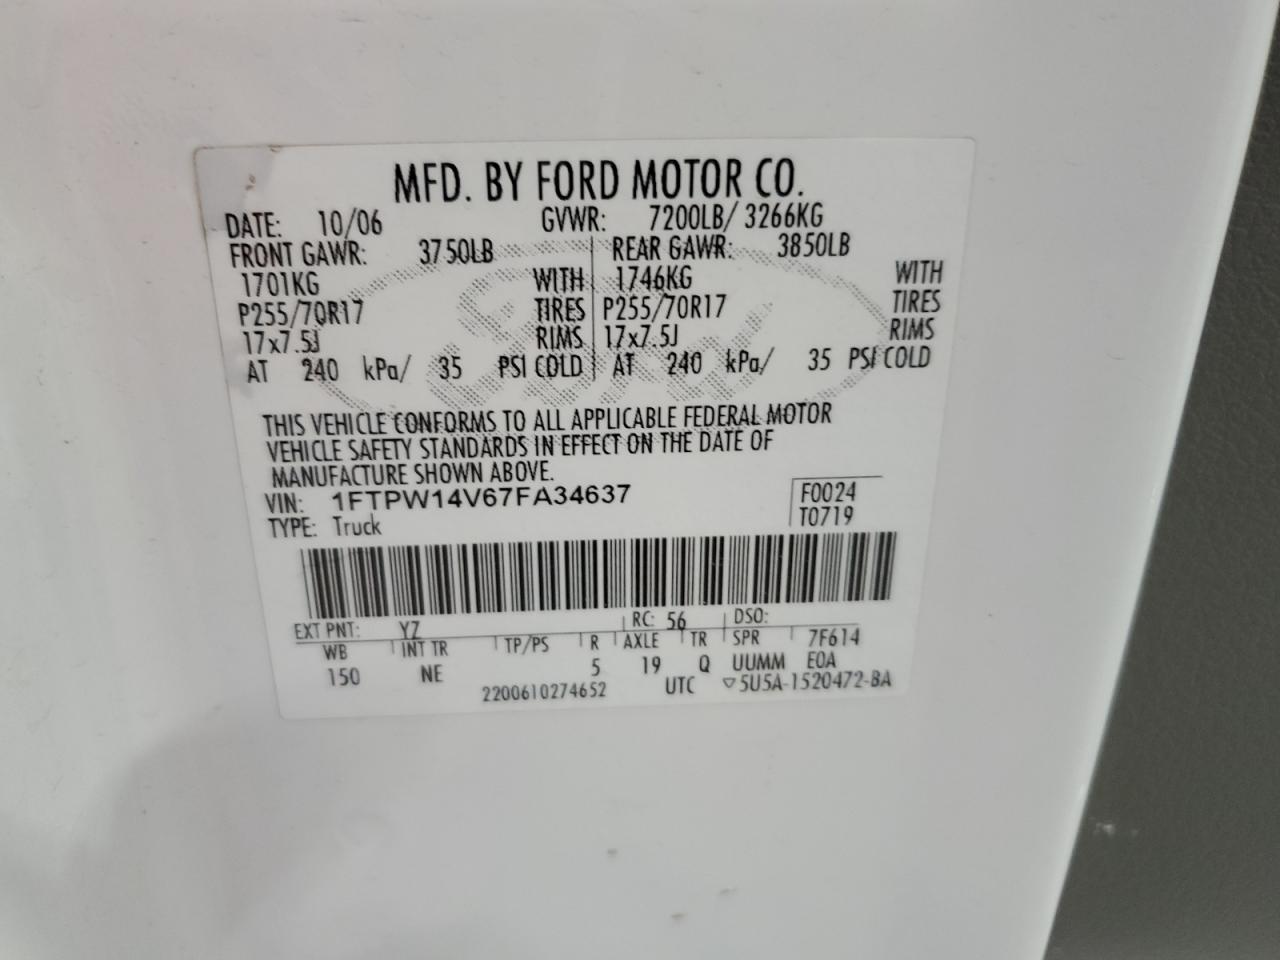 MFD. BY FORD MOTOR CO.
DATE: 10/06 GVWR: 7200LB/ 3266KG
FRONT GAWR: 3750LB REAR GAWR: 3850LB
1701KG WITH 1746KG WITH
P255/70R17 TIRES P255/70R17 TIRES
17x7.5J RIMS 17x7.5J RIMS
AT 240 kPa/ 35 PSI COLD AT 240 kPa/ 35 PSI COLD
Ford
THIS VEHICLE CONFORMS TO ALL APPLICABLE FEDERAL MOTOR
VEHICLE SAFETY STANDARDS IN EFFECT ON THE DATE OF
MANUFACTURE SHOWN ABOVE.
VIN: 1FTPW14V67FA34637 F0024
TYPE: Truck T0719
EXT PNT: YZ RC: 56 DSO:
WB INT TR TP/PS R AXLE TR SPR 7F614
150 NE 5 19 Q UUMM E0A
2200610274652 UTC ▽5U5A-1520472-BA